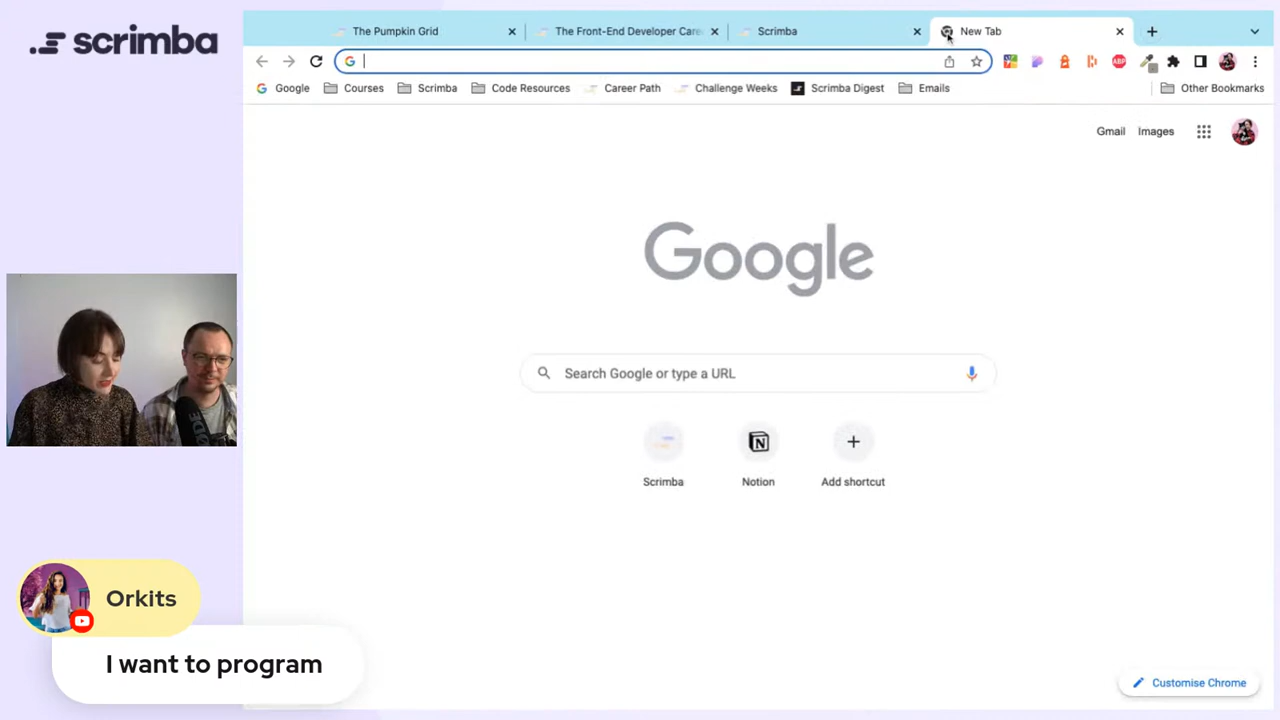 scrimba
The Pumpkin Grid
The Front-End Developer Care
Scrimba
New Tab
G
ABP
Google
Courses
Scrimba
Code Resources
Career Path
Challenge Weeks
Scrimba Digest
Emails
Other Bookmarks
Gmail
Images
Google
Search Google or type a URL
Scrimba
Notion
Add shortcut
RODE
Orkits
I want to program
Customise Chrome